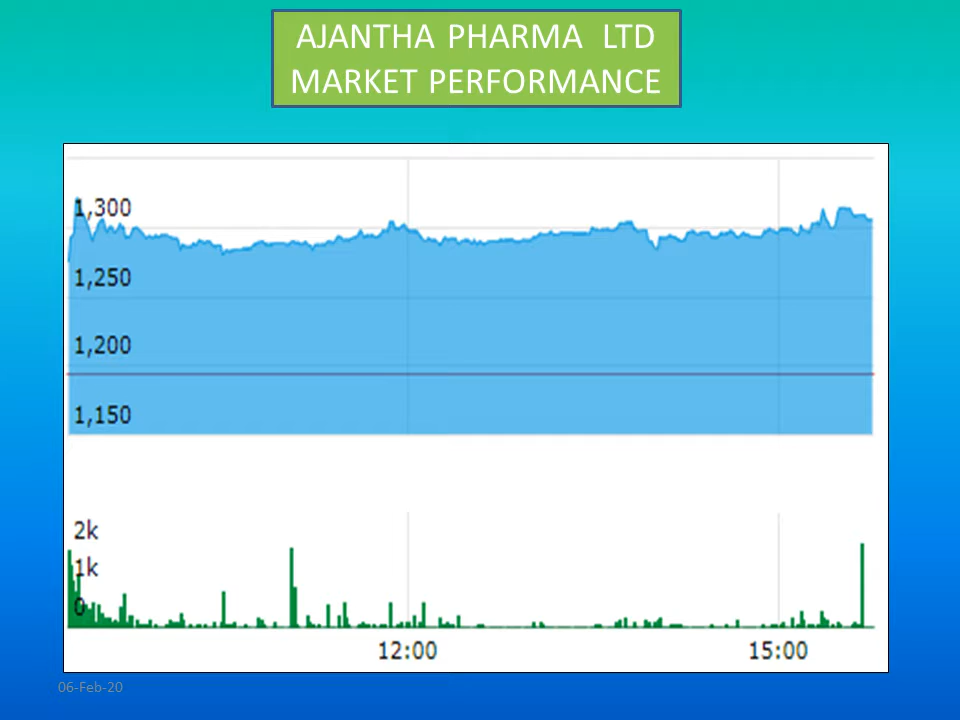 AJANTHA PHARMA LTD
MARKET PERFORMANCE
1,300
1,250
1,200
1,150
2k
1k
0
12:00 15:00
06-Feb-20